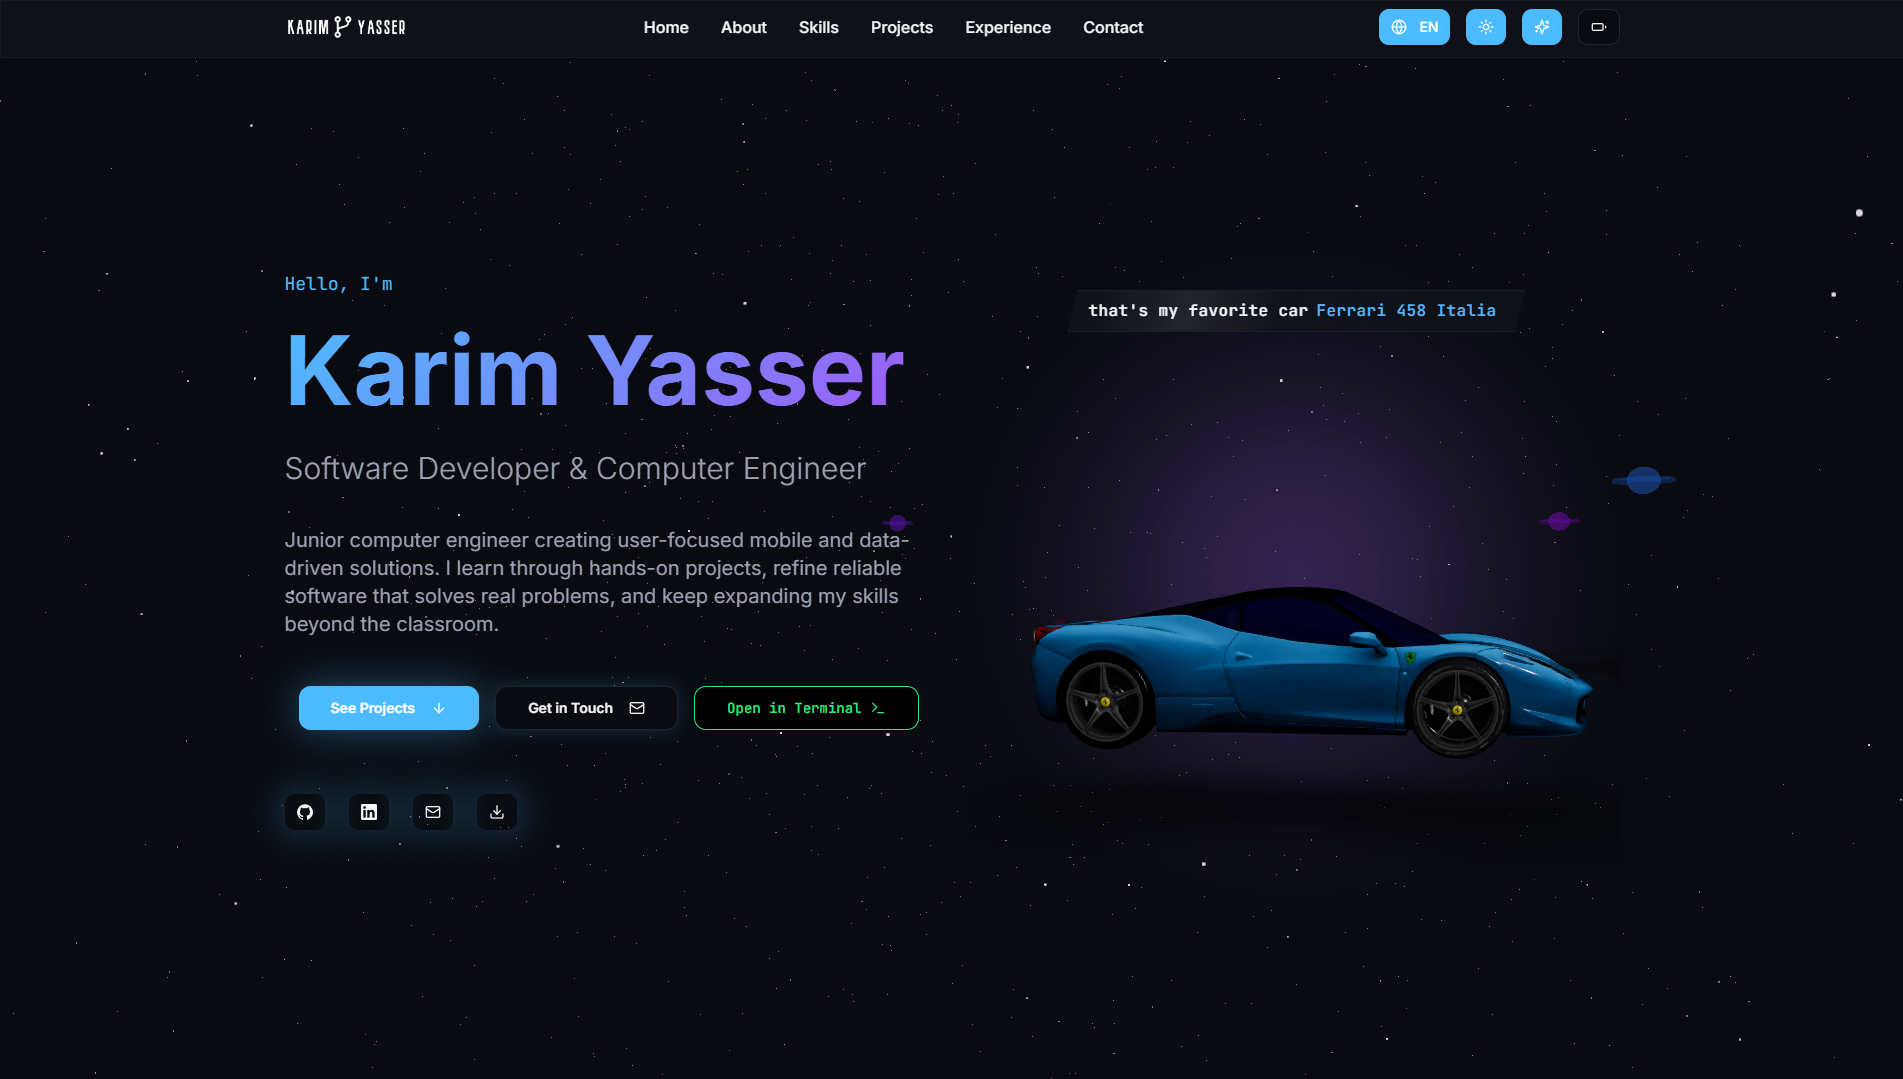 KARIM YASSER
Home
About
Skills
Projects
Experience
Contact
EN
Hello, I'm
Karim Yasser
Software Developer & Computer Engineer
Junior computer engineer creating user-focused mobile and data-
driven solutions. I learn through hands-on projects, refine reliable
software that solves real problems, and keep expanding my skills
beyond the classroom.
See Projects
Get in Touch
Open in Terminal >_
that's my favorite car Ferrari 458 Italia